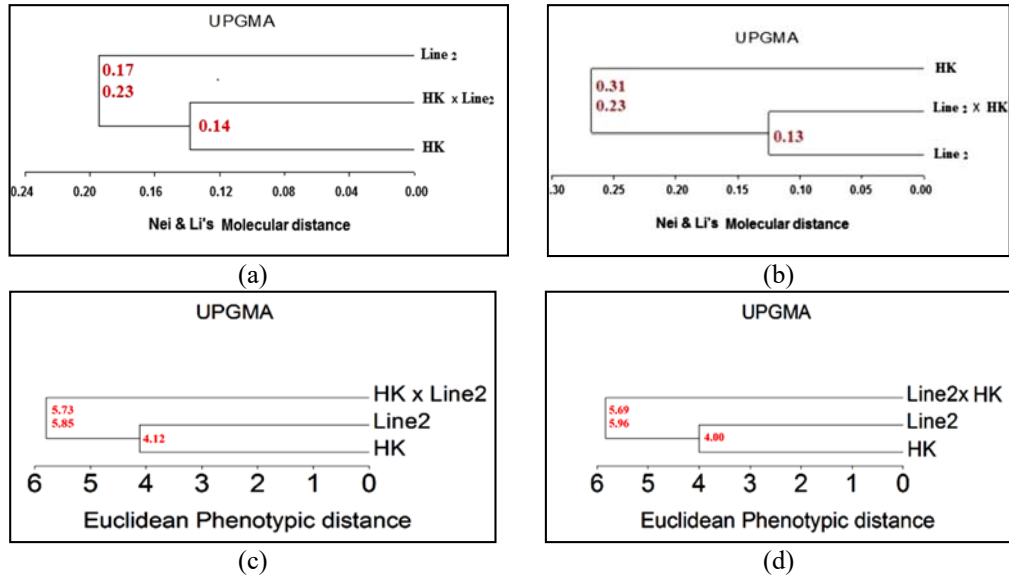 UPGMA
Line 2
0.17
0.23
HK x Line2
0.14
HK
0.24 0.20 0.16 0.12 0.08 0.04 0.00
Nei & Li's Molecular distance
(a)
UPGMA
HK
0.31
0.23
Line 2 X HK
0.13
Line 2
.30 0.25 0.20 0.15 0.10 0.05 0.00
Nei & Li's Molecular distance
(b)
UPGMA
HK x Line2
5.73
5.85
Line2
4.12
HK
6 5 4 3 2 1 0
Euclidean Phenotypic distance
(c)
UPGMA
Line2x HK
5.69
5.96
Line2
4.00
HK
6 5 4 3 2 1 0
Euclidean Phenotypic distance
(d)